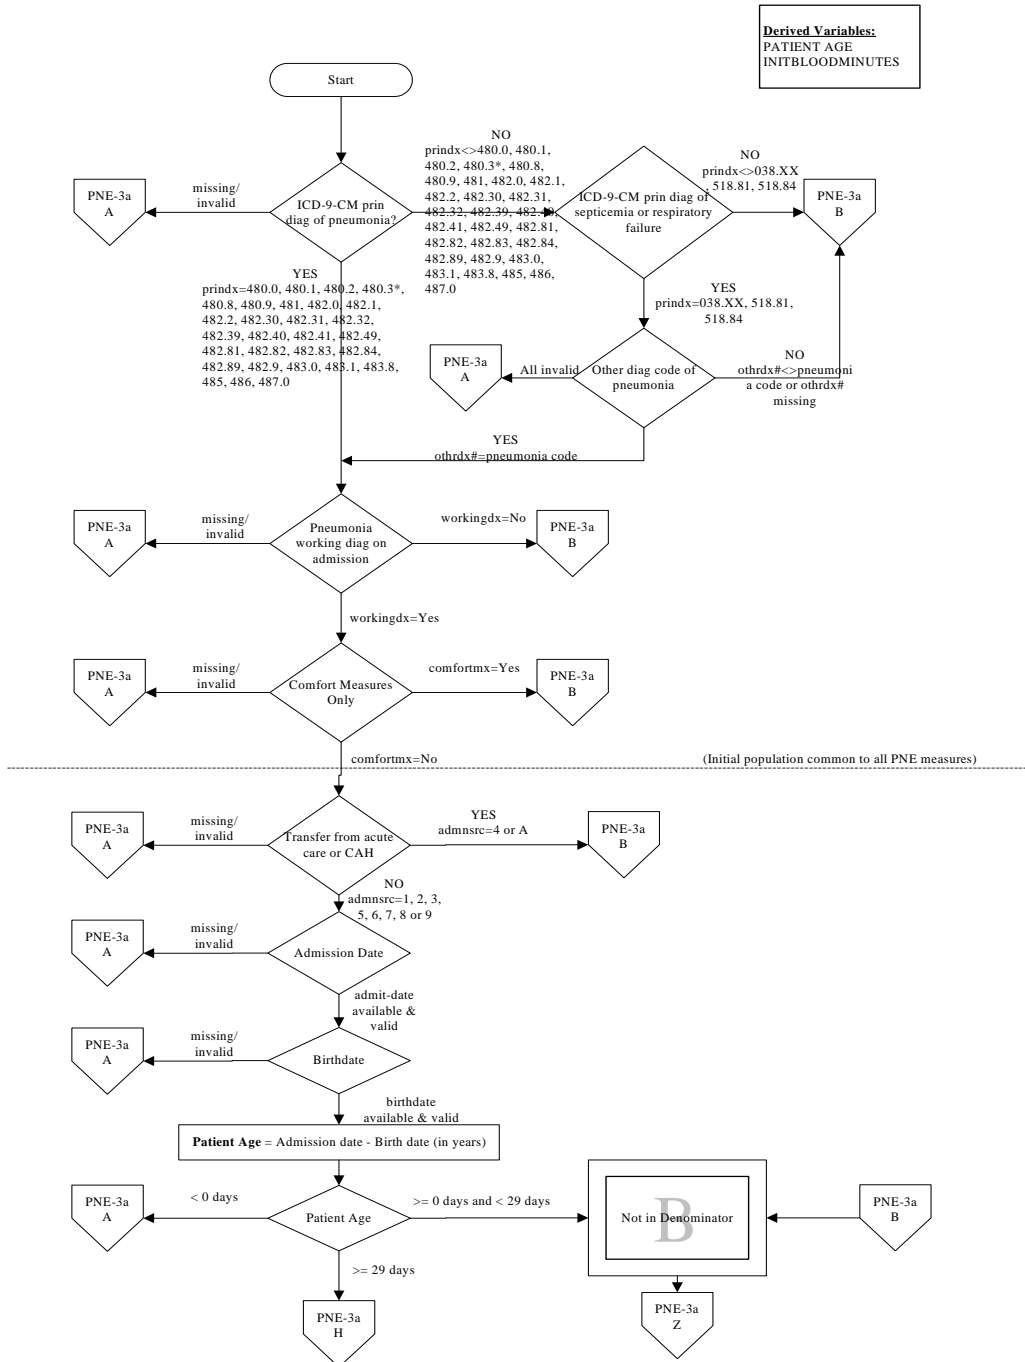 Derived Variables:
PATIENT AGE
INITBLOODMINUTES
Start
NO
prindx<>480.0, 480.1,
480.2, 480.3*, 480.8,
480.9, 481, 482.0, 482.1,
482.2, 482.30, 482.31,
482.32, 482.39, 482.40,
482.41, 482.49, 482.81,
482.82, 482.83, 482.84,
482.89, 482.9, 483.0,
483.1, 483.8, 485, 486,
487.0
NO
prindx<>038.XX
, 518.81, 518.84
PNE-3a
A
missing/
invalid
ICD-9-CM prin
diag of pneumonia?
ICD-9-CM prin diag of
septicemia or respiratory
failure
PNE-3a
B
YES
prindx=480.0, 480.1, 480.2, 480.3*,
480.8, 480.9, 481, 482.0, 482.1,
482.2, 482.30, 482.31, 482.32,
482.39, 482.40, 482.41, 482.49,
482.81, 482.82, 482.83, 482.84,
482.89, 482.9, 483.0, 483.1, 483.8,
485, 486, 487.0
YES
prindx=038.XX, 518.81,
518.84
PNE-3a
A
All invalid
Other diag code of
pneumonia
NO
othrdx#<>pneumoni
a code or othrdx#
missing
YES
othrdx#=pneumonia code
PNE-3a
A
missing/
invalid
Pneumonia
working diag on
admission
workingdx=No
PNE-3a
B
workingdx=Yes
PNE-3a
A
missing/
invalid
Comfort Measures
Only
comfortmx=Yes
PNE-3a
B
comfortmx=No
(Initial population common to all PNE measures)
PNE-3a
A
missing/
invalid
Transfer from acute
care or CAH
YES
admnsrc=4 or A
PNE-3a
B
NO
admnsrc=1, 2, 3,
5, 6, 7, 8 or 9
PNE-3a
A
missing/
invalid
Admission Date
admit-date
available &
valid
PNE-3a
A
missing/
invalid
Birthdate
birthdate
available & valid
Patient Age = Admission date - Birth date (in years)
PNE-3a
A
< 0 days
Patient Age
>= 0 days and < 29 days
B
Not in Denominator
PNE-3a
B
>= 29 days
PNE-3a
H
PNE-3a
Z